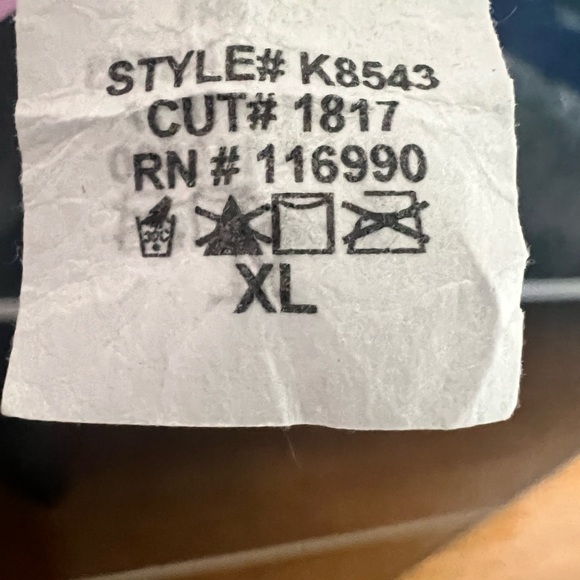 STYLE# K8543
CUT# 1817
RN # 116990
XL